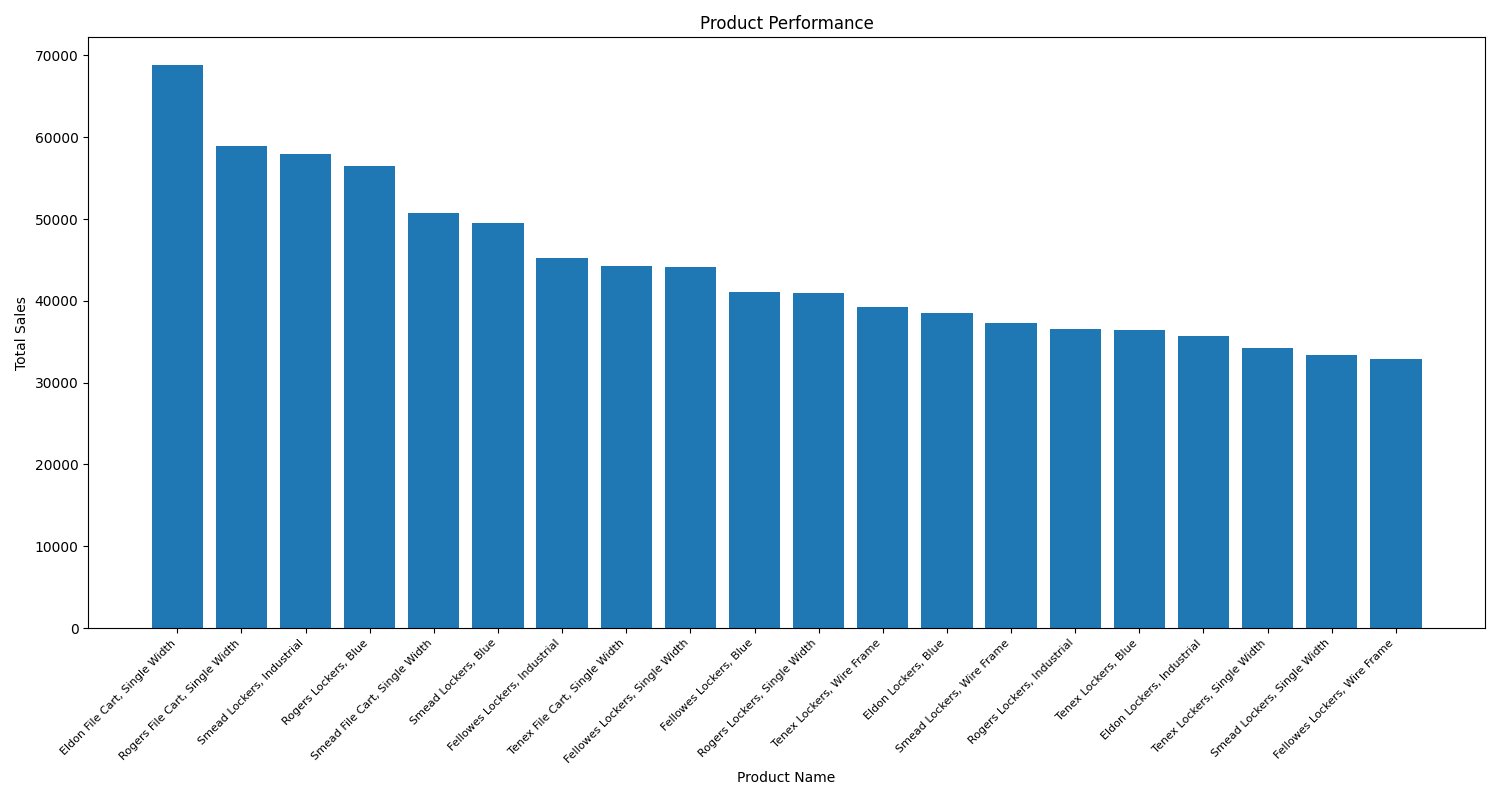 Product Performance
Total Sales
70000
60000
50000
40000
30000
20000
10000
0
Eldon File Cart, Single Width
Rogers File Cart, Single Width
Smead Lockers, Industrial
Rogers Lockers, Blue
Smead File Cart, Single Width
Smead Lockers, Blue
Fellowes Lockers, Industrial
Tenex File Cart, Single Width
Fellowes Lockers, Single Width
Fellowes Lockers, Blue
Rogers Lockers, Single Width
Tenex Lockers, Wire Frame
Eldon Lockers, Blue
Smead Lockers, Wire Frame
Rogers Lockers, Industrial
Tenex Lockers, Blue
Eldon Lockers, Industrial
Tenex Lockers, Single Width
Smead Lockers, Single Width
Fellowes Lockers, Wire Frame
Product Name